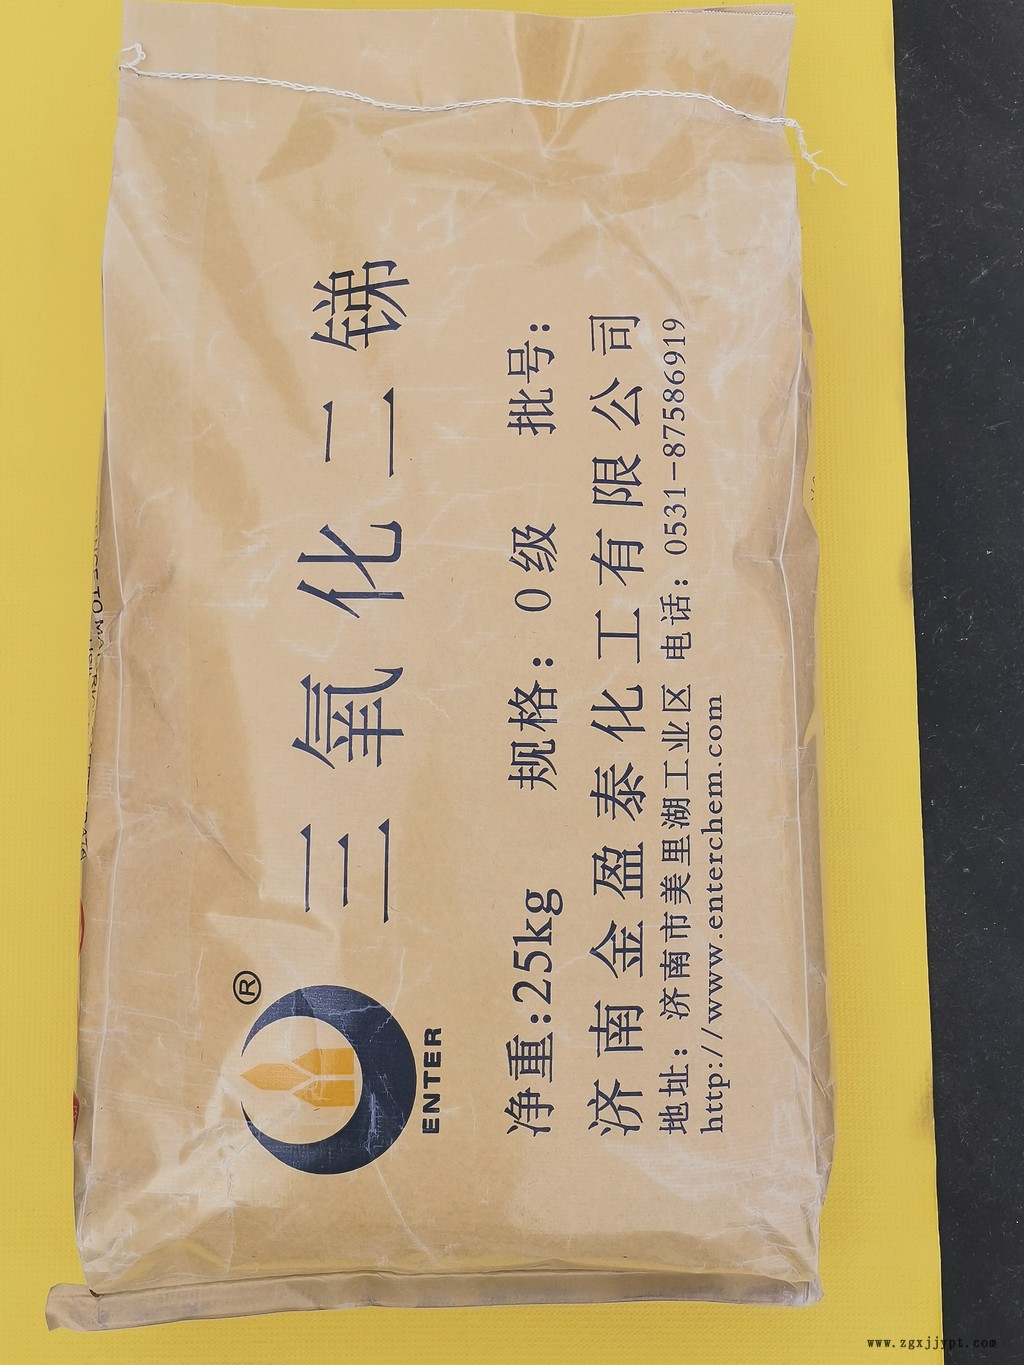 ®
ENTER
三氧化二锑
净重:25kg 规格:0级 批号:
济南金盈泰化工有限公司
地址:济南市美里湖工业区 电话:0531-87586919
http://www.enterchem.com
www.zgxjjypt.com